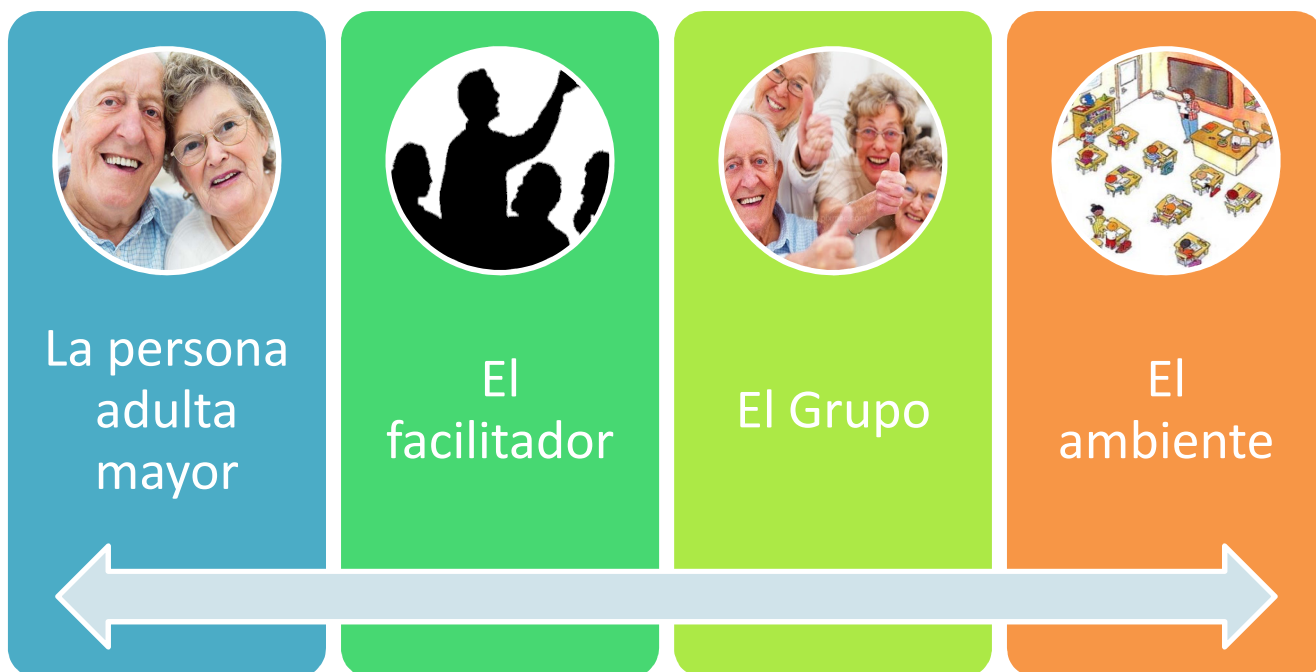 La persona
adulta
mayor
El
facilitador
El Grupo
El
ambiente